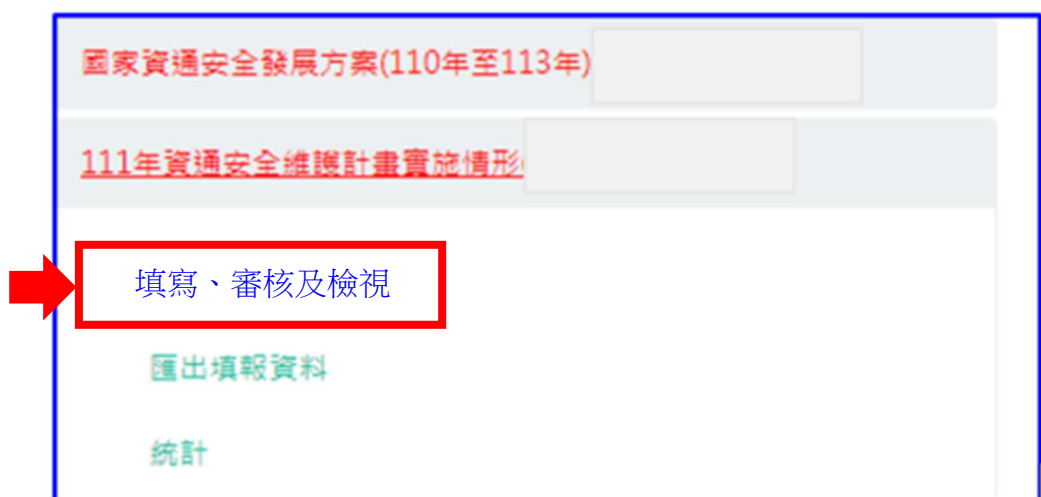 國家資通安全發展方案(110年至113年)
111年資通安全維護計畫實施情形
填寫、審核及檢視
匯出填報資料
統計